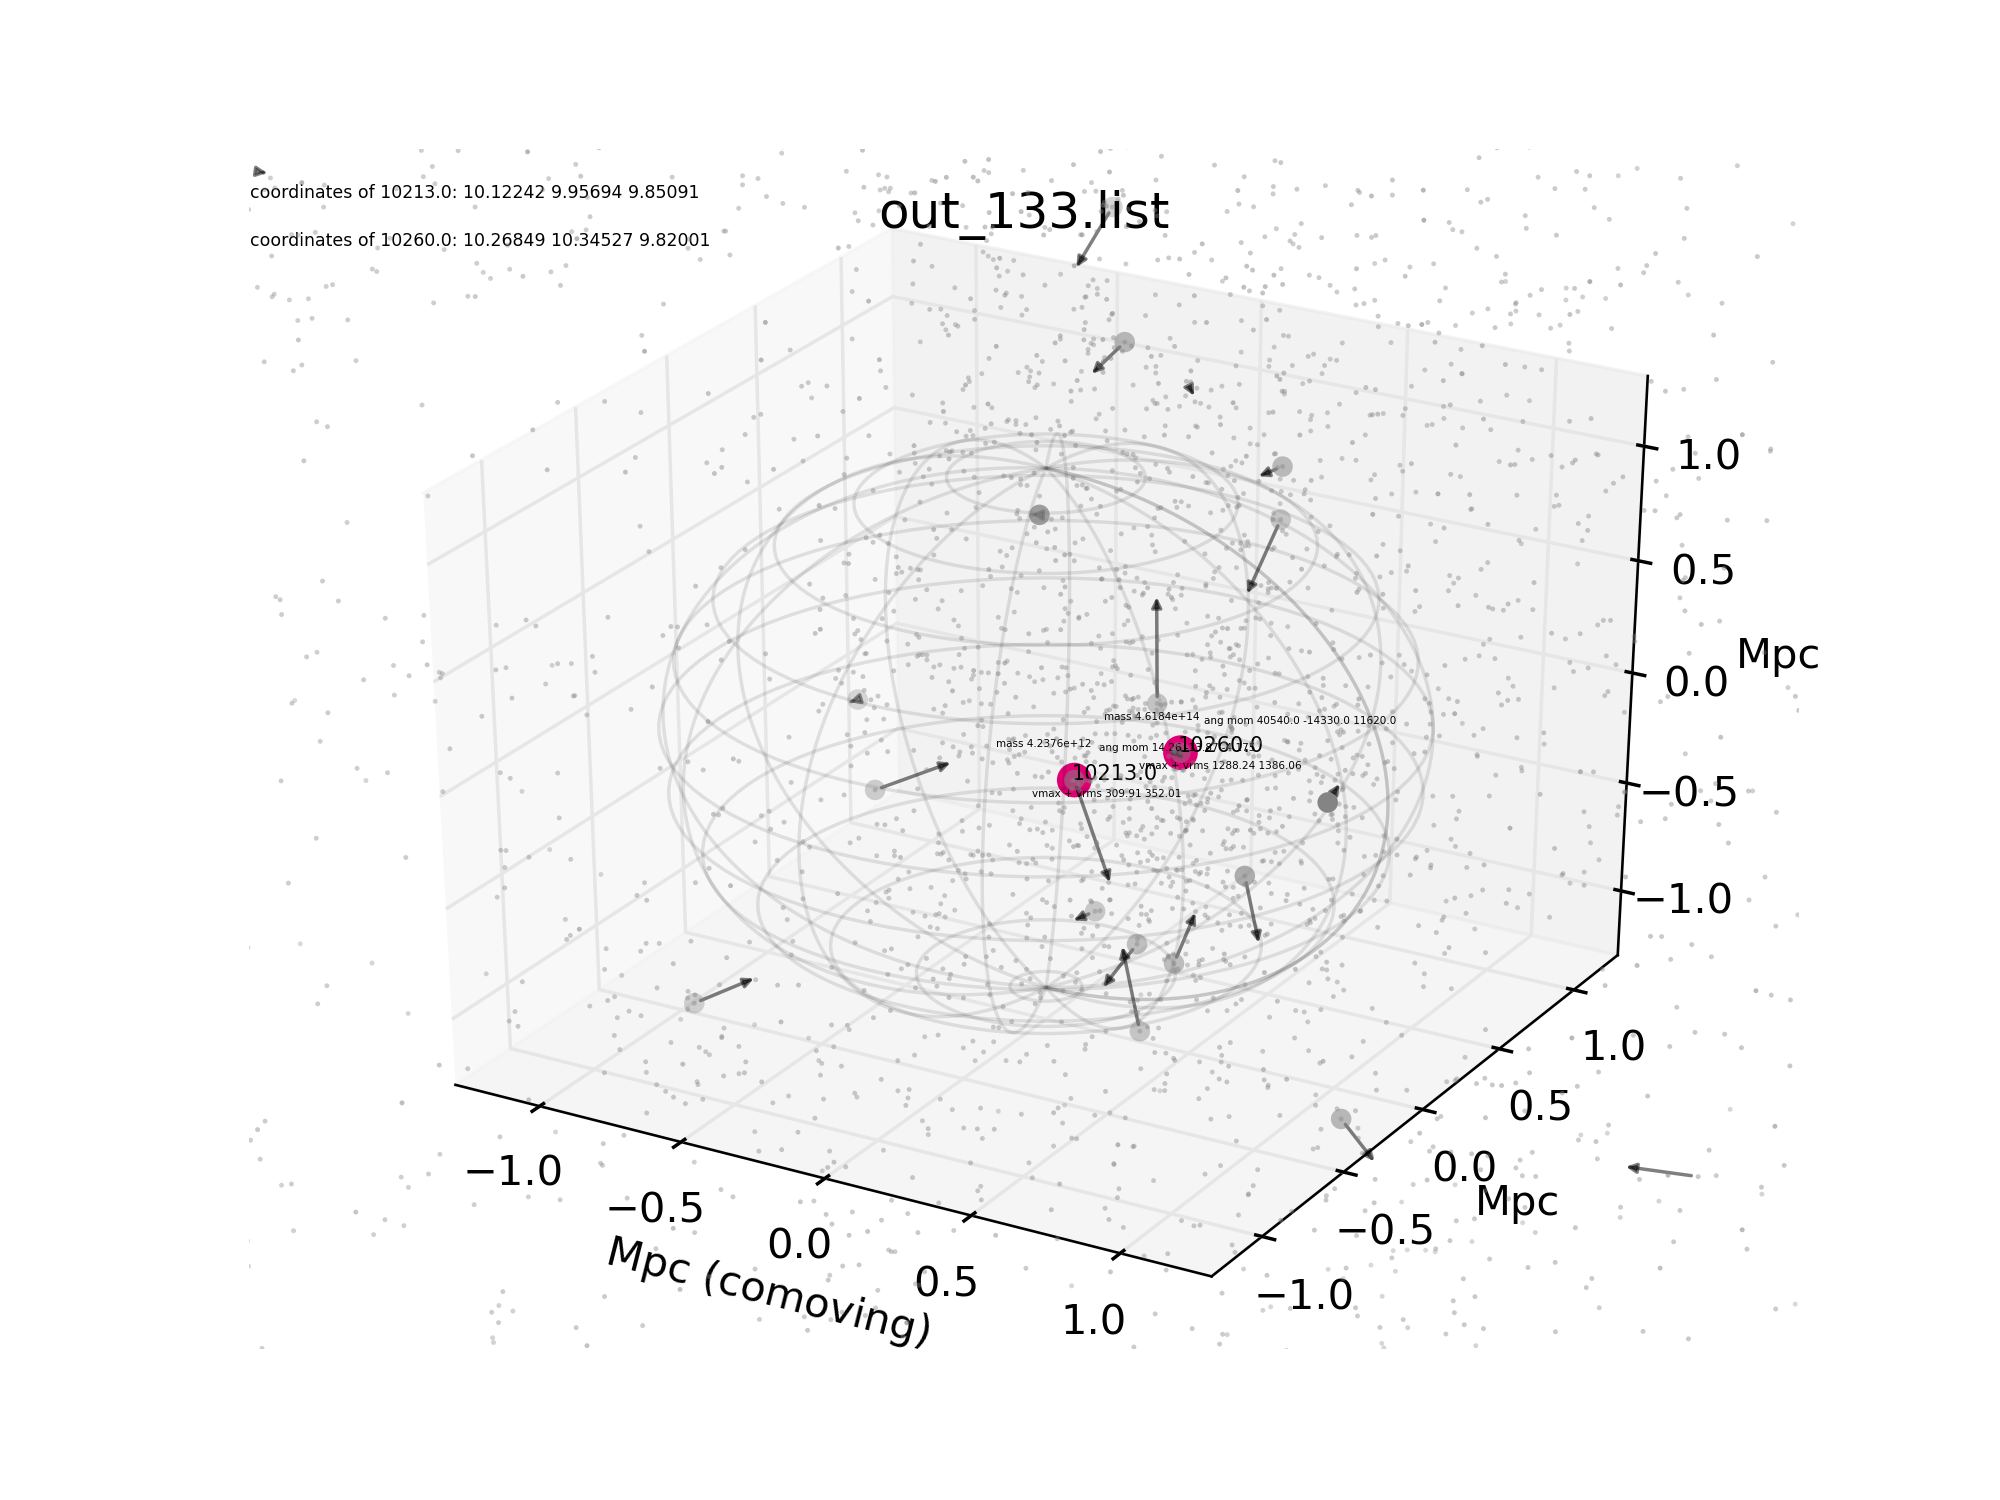 out_133.list
coordinates of 10213.0: 10.12242 9.95694 9.85091
coordinates of 10260.0: 10.26849 10.34527 9.82001
1.0
0.5
0.0
−0.5
−1.0
Mpc
mass 4.6184e+14
ang mom 40540.0 -14330.0 11620.0
10260.0
vmax + vrms 1288.24 1386.06
mass 4.2376e+12
ang mom
10213.0
vmax + vrms 309.91 352.01
1.0
0.5
0.0
−0.5
−1.0
Mpc
−1.0
−0.5
0.0
0.5
1.0
Mpc (comoving)